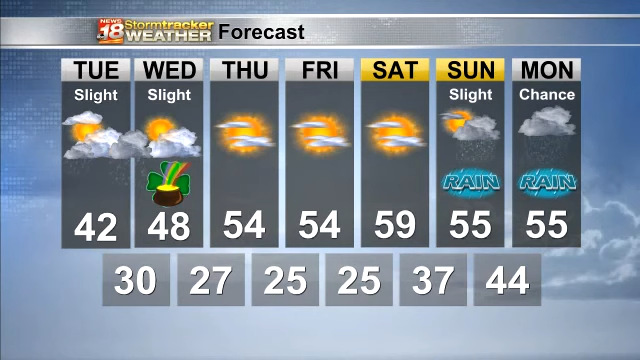 NEWS
abc 18
Stormtracker
WEATHER
Forecast
TUE WED THU FRI SAT SUN MON
Slight Slight Slight Chance
RAIN RAIN
42 48 54 54 59 55 55
30 27 25 25 37 44